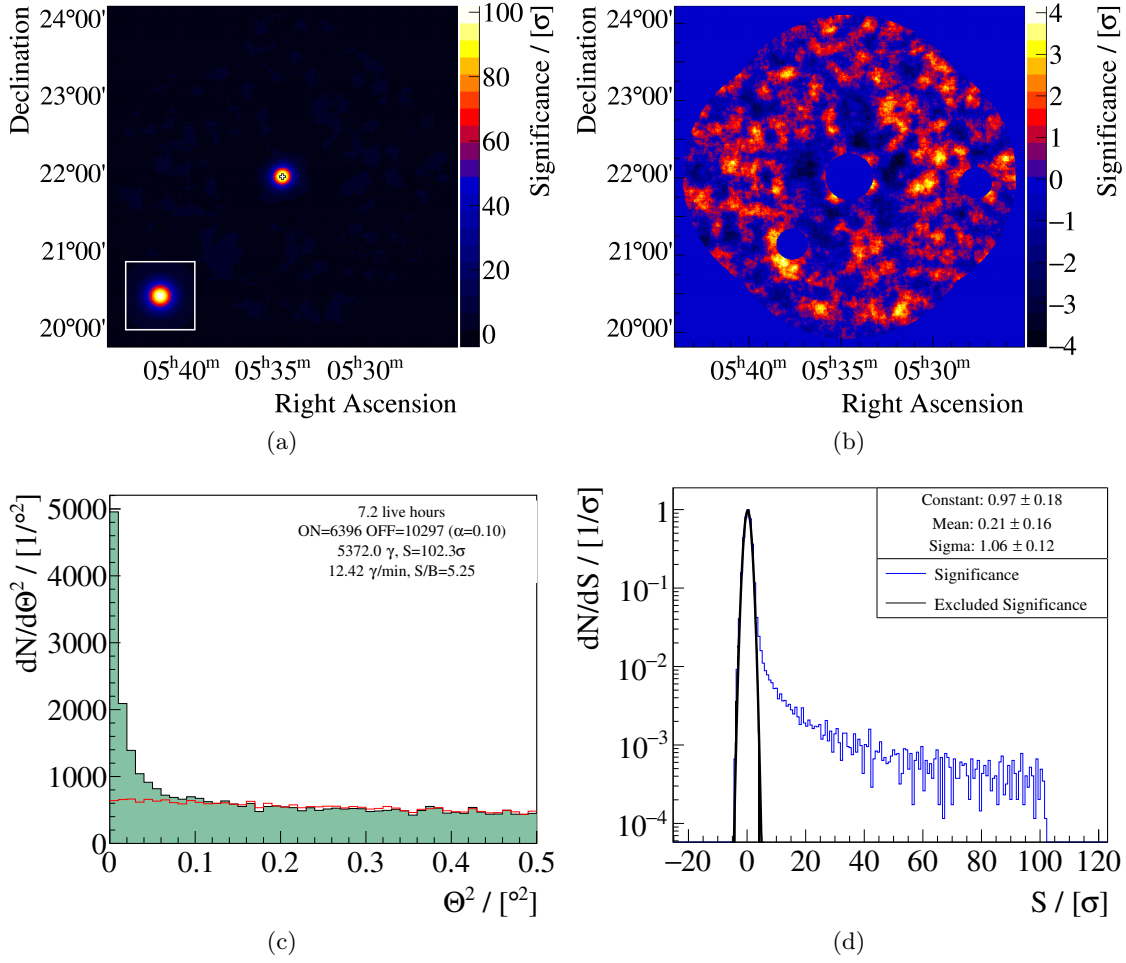 24°00'
23°00'
22°00'
21°00'
20°00'
Declination
05ʰ40ᵐ 05ʰ35ᵐ 05ʰ30ᵐ
Right Ascension
100
80
60
40
20
0
Significance / [σ]
(a)
24°00'
23°00'
22°00'
21°00'
20°00'
Declination
05ʰ40ᵐ 05ʰ35ᵐ 05ʰ30ᵐ
Right Ascension
4
3
2
1
0
−1
−2
−3
−4
Significance / [σ]
(b)
dN/dΘ² / [1/°²]
5000
4000
3000
2000
1000
0
7.2 live hours
ON=6396 OFF=10297 (α=0.10)
5372.0 γ, S=102.3σ
12.42 γ/min, S/B=5.25
0 0.1 0.2 0.3 0.4 0.5
Θ² / [°²]
(c)
dN/dS / [1/σ]
1
10⁻¹
10⁻²
10⁻³
10⁻⁴
Constant: 0.97 ± 0.18
Mean: 0.21 ± 0.16
Sigma: 1.06 ± 0.12
Significance
Excluded Significance
−20 0 20 40 60 80 100 120
S / [σ]
(d)